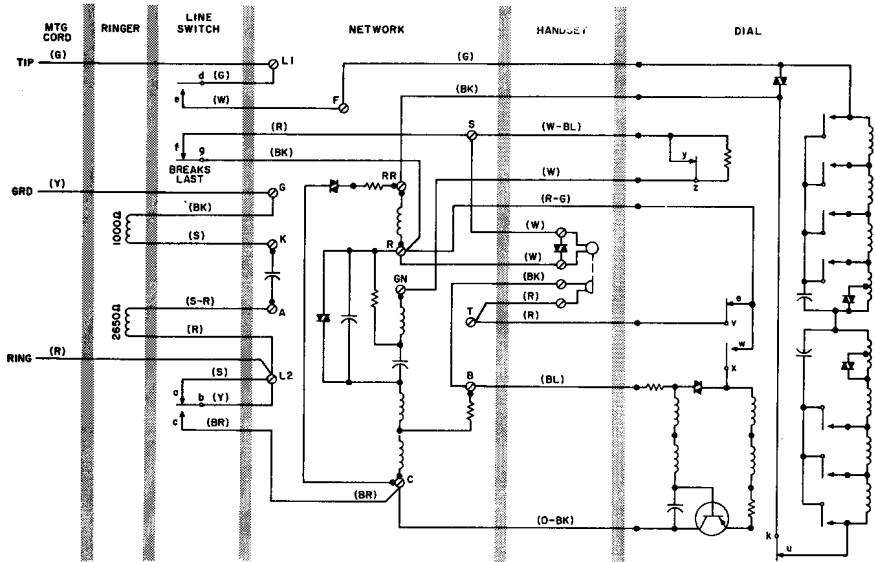 MTG CORD
RINGER
LINE SWITCH
NETWORK
HANDSET
DIAL
TIP
(G)
L1
d
(G)
e
(W)
F
(G)
(BK)
f
(R)
S
(W-BL)
g
(BK)
BREAKS LAST
y
z
RR
(W)
GRD
(Y)
G
(R-G)
(BK)
1000Ω
(S)
K
R
(W)
(W)
GN
(BK)
(S-R)
A
(R)
T
(R)
e
v
2650Ω
(R)
w
RING
(R)
x
L2
(S)
B
(BL)
a
b
(Y)
c
(BR)
C
(BR)
(O-BK)
k
u